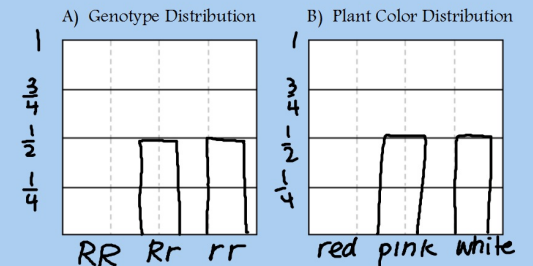 A) Genotype Distribution
B) Plant Color Distribution
1
3/4
1/2
1/4
1
3/4
1/2
1/4
RR Rr rr
red pink white